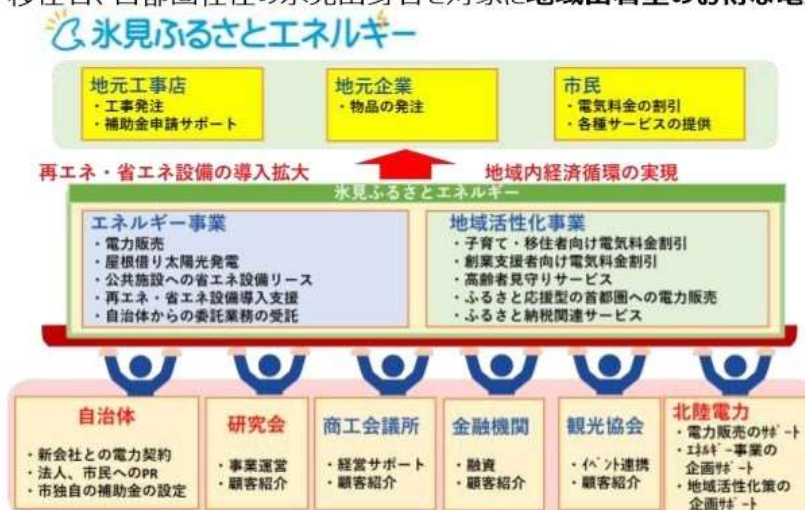 地域出着型のお得な電
氷見ふるさとエネルギー
地元工事店
・工事発注
・補助金申請サポート
地元企業
・物品の発注
市民
・電気料金の割引
・各種サービスの提供
再エネ・省エネ設備の導入拡大
地域内経済循環の実現
氷見ふるさとエネルギー
エネルギー事業
・電力販売
・屋根借り太陽光発電
・公共施設への省エネ設備リース
・再エネ・省エネ設備導入支援
・自治体からの委託業務の受託
地域活性化事業
・子育て・移住者向け電気料金割引
・創業支援者向け電気料金割引
・高齢者見守りサービス
・ふるさと応援型の首都圏への電力販売
・ふるさと納税関連サービス
自治体
・新会社との電力契約
・法人、市民へのPR
・市独自の補助金の設定
研究会
・事業運営
・顧客紹介
商工会議所
・経営サポート
・顧客紹介
金融機関
・融資
・顧客紹介
観光協会
・ｲﾍﾞﾝﾄ連携
・顧客紹介
北陸電力
・電力販売のｻﾎﾟｰﾄ
・ｴﾈﾙｷﾞｰ事業の
企画ｻﾎﾟｰﾄ
・地域活性化策の
企画ｻﾎﾟｰﾄ